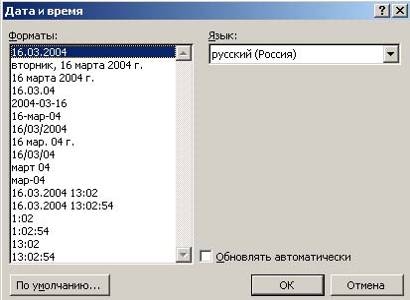 Дата и время
Форматы:
Язык:
16.03.2004
русский (Россия)
вторник, 16 марта 2004 г.
16 марта 2004 г.
16.03.04
2004-03-16
16-мар-04
16/03/2004
16 мар. 04 г.
16/03/04
март 04
мар-04
16.03.2004 13:02
16.03.2004 13:02:54
1:02
1:02:54
13:02
13:02:54
Обновлять автоматически
По умолчанию...
ОК
Отмена